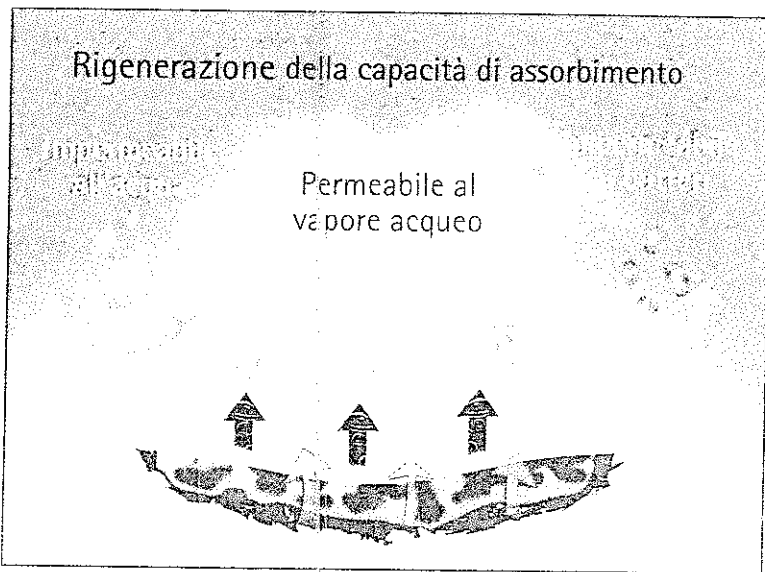 Rigenerazione della capacità di assorbimento
Permeabile al
vapore acqueo